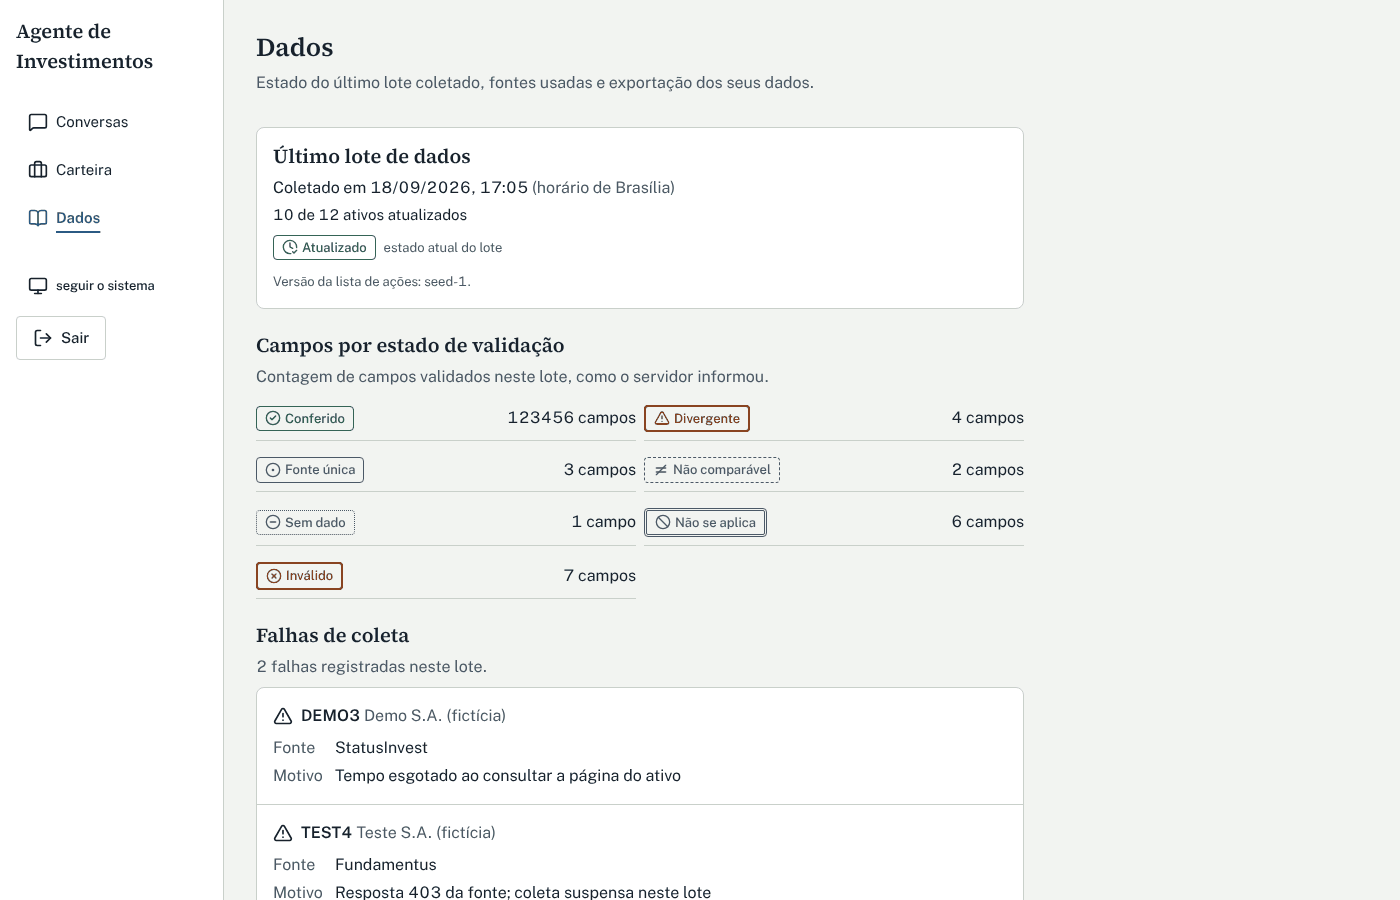 Agente de
Investimentos
Conversas
Carteira
Dados
seguir o sistema
Sair
Dados
Estado do último lote coletado, fontes usadas e exportação dos seus dados.
Último lote de dados
Coletado em 18/09/2026, 17:05 (horário de Brasília)
10 de 12 ativos atualizados
Atualizado estado atual do lote
Versão da lista de ações: seed-1.
Campos por estado de validação
Contagem de campos validados neste lote, como o servidor informou.
Conferido 123456 campos
Divergente 4 campos
Fonte única 3 campos
Não comparável 2 campos
Sem dado 1 campo
Não se aplica 6 campos
Inválido 7 campos
Falhas de coleta
2 falhas registradas neste lote.
DEMO3 Demo S.A. (fictícia)
Fonte StatusInvest
Motivo Tempo esgotado ao consultar a página do ativo
TEST4 Teste S.A. (fictícia)
Fonte Fundamentus
Motivo Resposta 403 da fonte; coleta suspensa neste lote